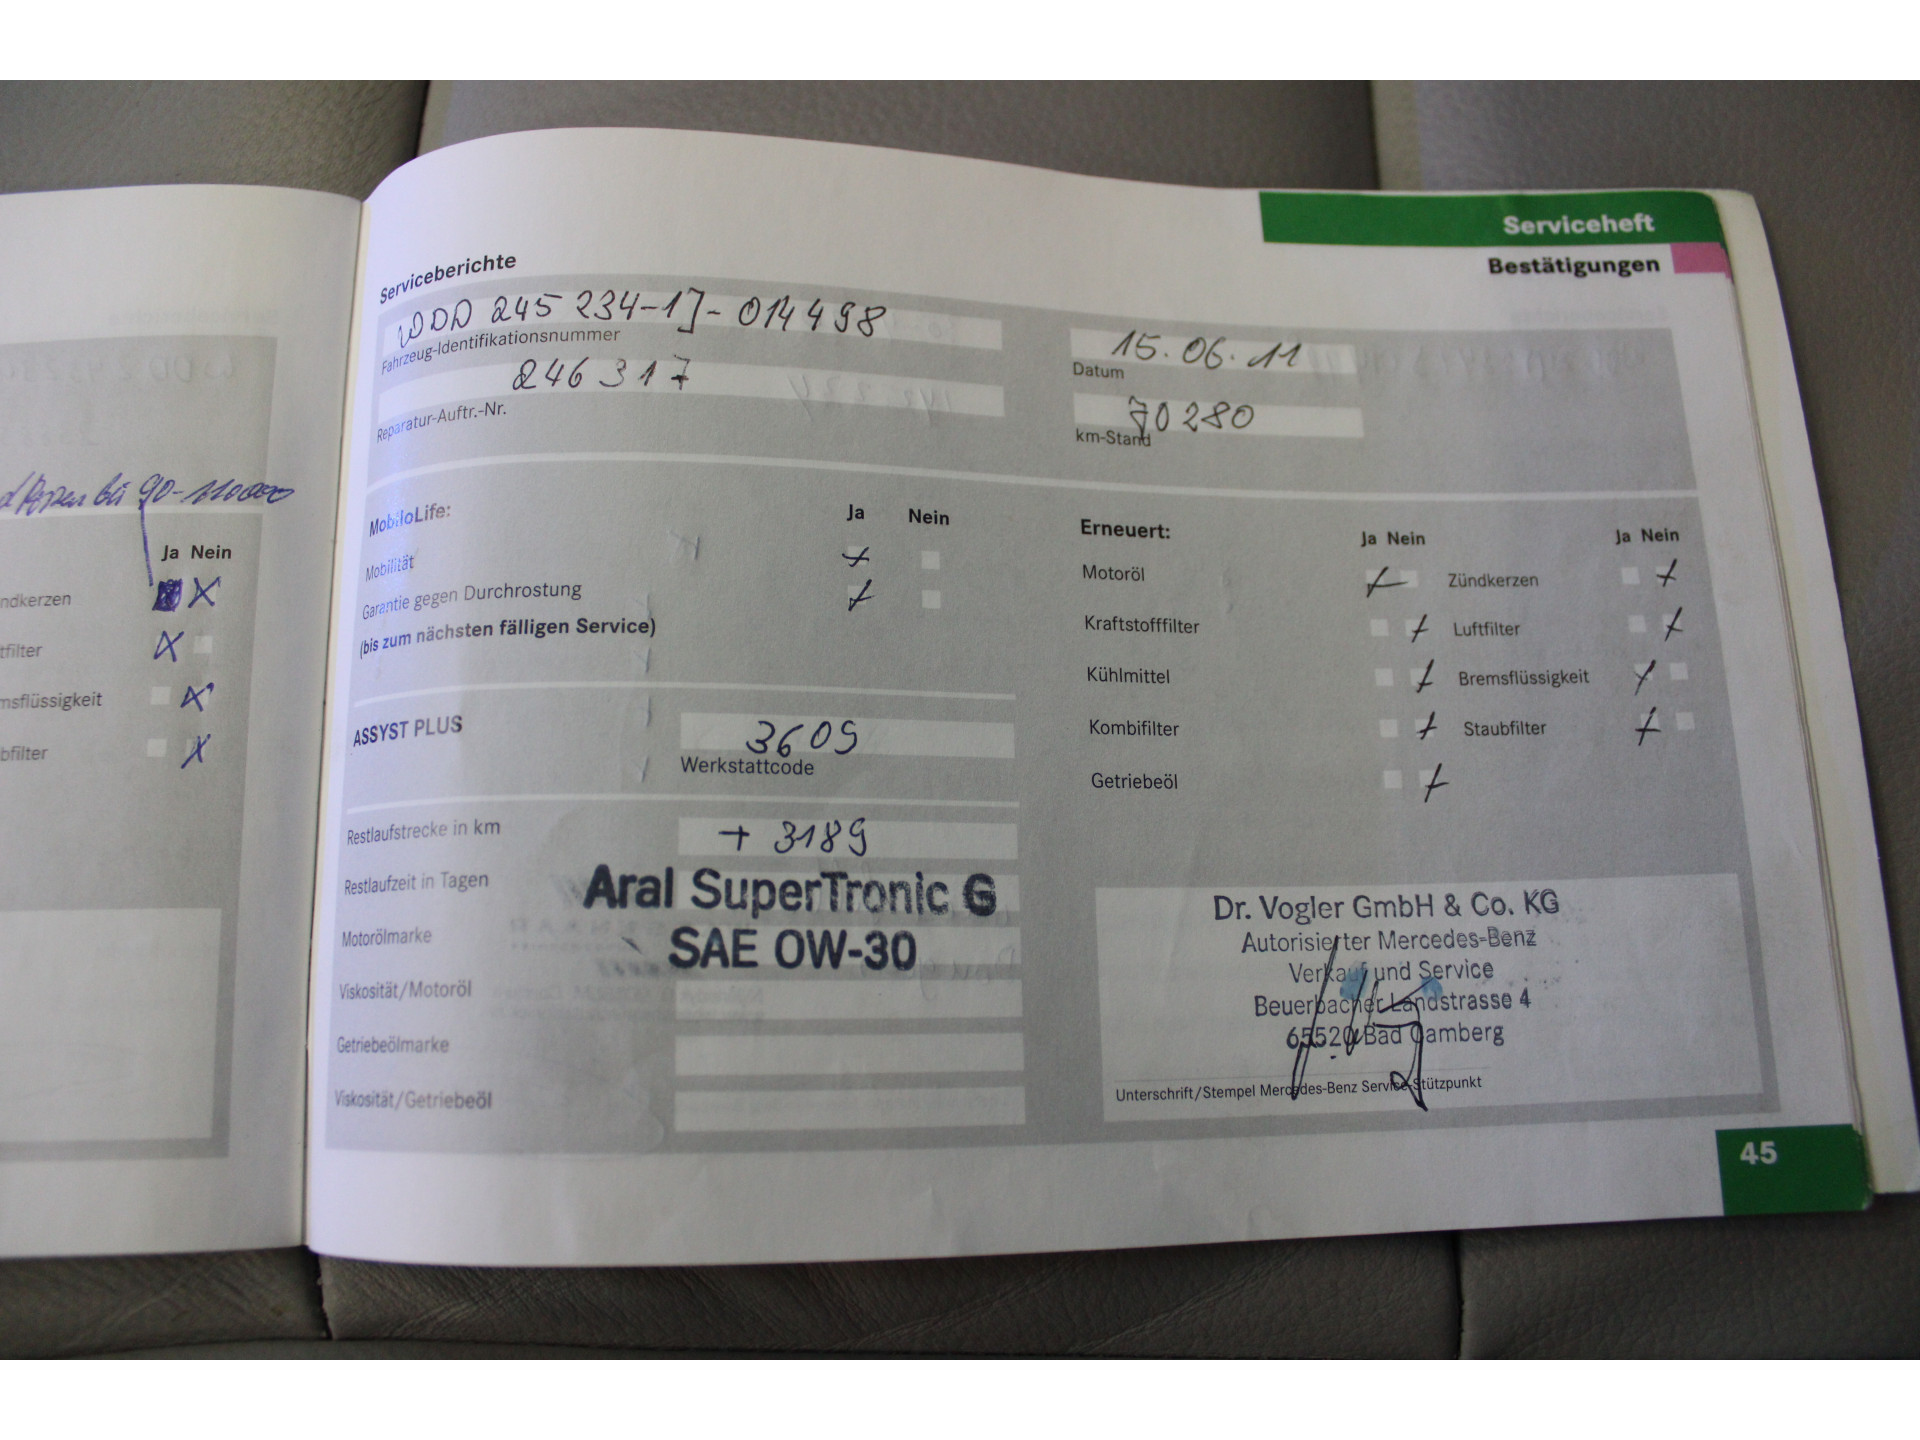 Serviceheft
Bestätigungen
Serviceberichte
WDD 245 234-1J-014498
Fahrzeug-Identifikationsnummer
246317
Reparatur-Auftr.-Nr.
15.06.11
Datum
70280
km-Stand
MobiloLife:
Ja Nein
Mobilität
Garantie gegen Durchrostung
(bis zum nächsten fälligen Service)
ASSYST PLUS
3609
Werkstattcode
Restlaufstrecke in km + 3189
Restlaufzeit in Tagen
Aral SuperTronic G
Motorölmarke
SAE 0W-30
Viskosität/Motoröl
Getriebeölmarke
Viskosität/Getriebeöl
Erneuert:
Ja Nein Ja Nein
Motoröl Zündkerzen
Kraftstofffilter Luftfilter
Kühlmittel Bremsflüssigkeit
Kombifilter Staubfilter
Getriebeöl
Dr. Vogler GmbH & Co. KG
Autorisierter Mercedes-Benz
Verkauf und Service
Beuerbacher Landstrasse 4
65520 Bad Camberg
Unterschrift/Stempel Mercedes-Benz Service-Stützpunkt
45
bei 90-110000
Ja Nein
ndkerzen
tfilter
msflüssigkeit
bfilter